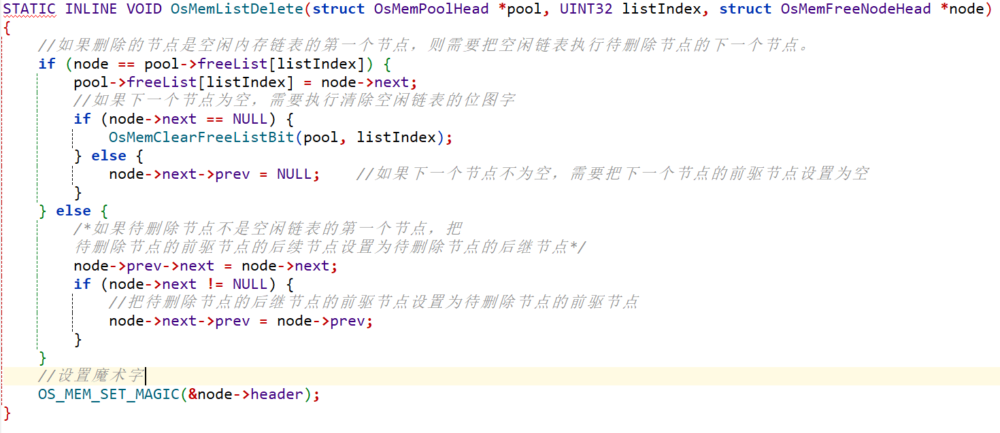 STATIC INLINE VOID OsMemListDelete(struct OsMemPoolHead *pool, UINT32 listIndex, struct OsMemFreeNodeHead *node)
{
    //如果删除的节点是空闲内存链表的第一个节点，则需要把空闲链表执行待删除节点的下一个节点。
    if (node == pool->freeList[listIndex]) {
        pool->freeList[listIndex] = node->next;
        //如果下一个节点为空，需要执行清除空闲链表的位图字
        if (node->next == NULL) {
            OsMemClearFreeListBit(pool, listIndex);
        } else {
            node->next->prev = NULL;    //如果下一个节点不为空，需要把下一个节点的前驱节点设置为空
        }
    } else {
        /*如果待删除节点不是空闲链表的第一个节点，把
        待删除节点的前驱节点的后续节点设置为待删除节点的后继节点*/
        node->prev->next = node->next;
        if (node->next != NULL) {
            //把待删除节点的后继节点的前驱节点设置为待删除节点的前驱节点
            node->next->prev = node->prev;
        }
    }
    //设置魔术字
    OS_MEM_SET_MAGIC(&node->header);
}